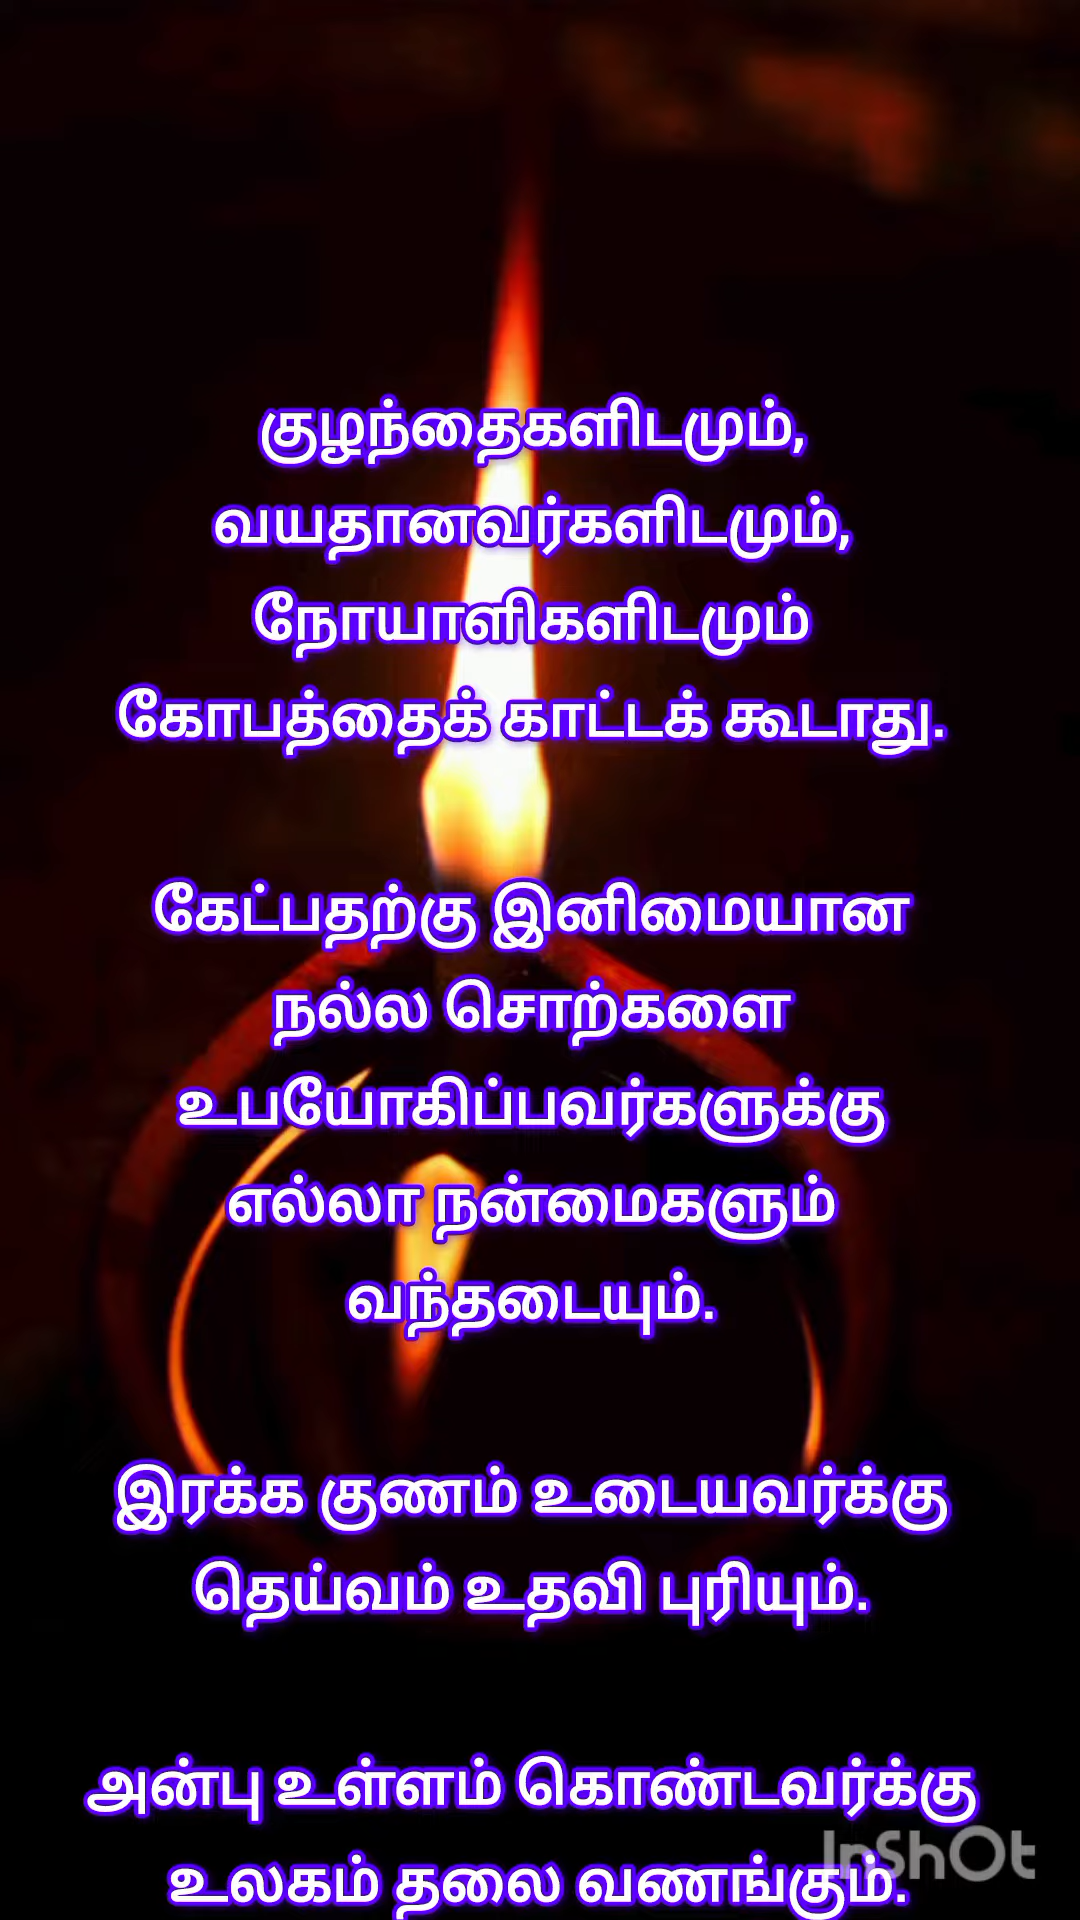 குழந்தைகளிடமும்,
வயதானவர்களிடமும்,
நோயாளிகளிடமும்
கோபத்தைக் காட்டக் கூடாது.
கேட்பதற்கு இனிமையான
நல்ல சொற்களை
உபயோகிப்பவர்களுக்கு
எல்லா நன்மைகளும்
வந்தடையும்.
இரக்க குணம் உடையவர்க்கு
தெய்வம் உதவி புரியும்.
அன்பு உள்ளம் கொண்டவர்க்கு
உலகம் தலை வணங்கும்.
InShOt